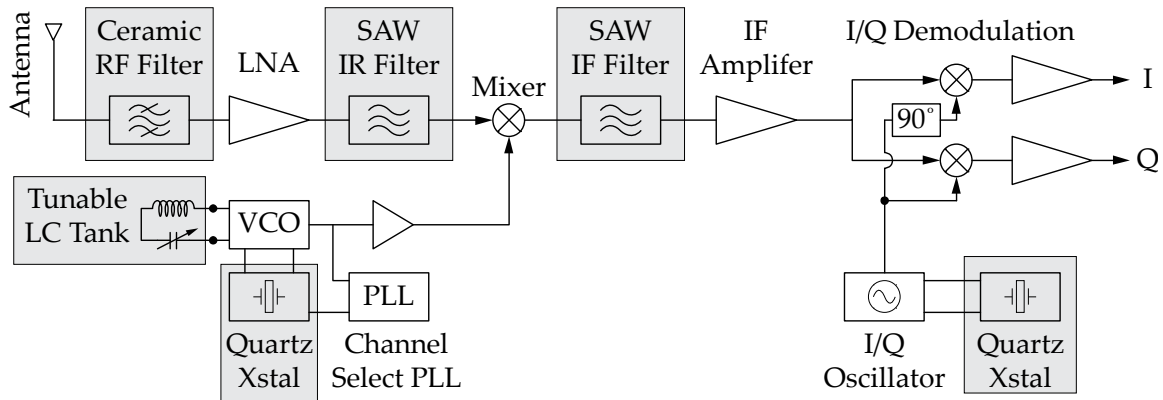 Antenna
Ceramic
RF Filter
LNA
SAW
IR Filter
Mixer
SAW
IF Filter
IF
Amplifer
I/Q Demodulation
I
90°
Q
Tunable
LC Tank
VCO
PLL
Quartz
Xstal
Channel
Select PLL
I/Q
Oscillator
Quartz
Xstal